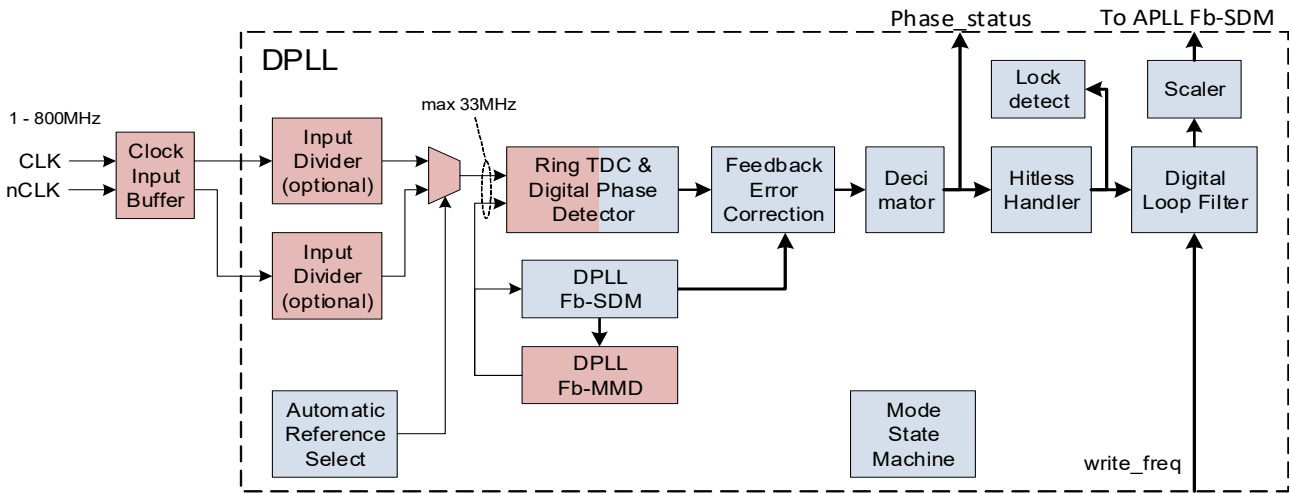 Phase_status
To APLL Fb-SDM
DPLL
max 33MHz
Lock
detect
Scaler
1 - 800MHz
CLK
nCLK
Clock
Input
Buffer
Input
Divider
(optional)
Ring TDC &
Digital Phase
Detector
Feedback
Error
Correction
Deci
mator
Hitless
Handler
Digital
Loop Filter
Input
Divider
(optional)
DPLL
Fb-SDM
DPLL
Fb-MMD
Automatic
Reference
Select
Mode
State
Machine
write_freq